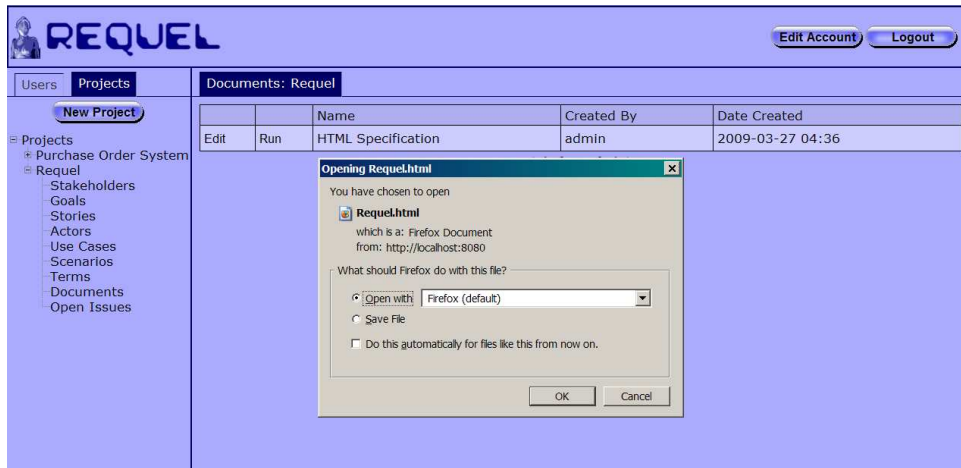 REQUEL
Edit Account
Logout
Users
Projects
Documents: Requel
New Project
Projects
Purchase Order System
Requel
Stakeholders
Goals
Stories
Actors
Use Cases
Scenarios
Terms
Documents
Open Issues
Name Created By Date Created
Edit Run HTML Specification admin 2009-03-27 04:36
Opening Requel.html
You have chosen to open
Requel.html
which is a: Firefox Document
from: http://localhost:8080
What should Firefox do with this file?
Open with Firefox (default)
Save File
Do this automatically for files like this from now on.
OK Cancel